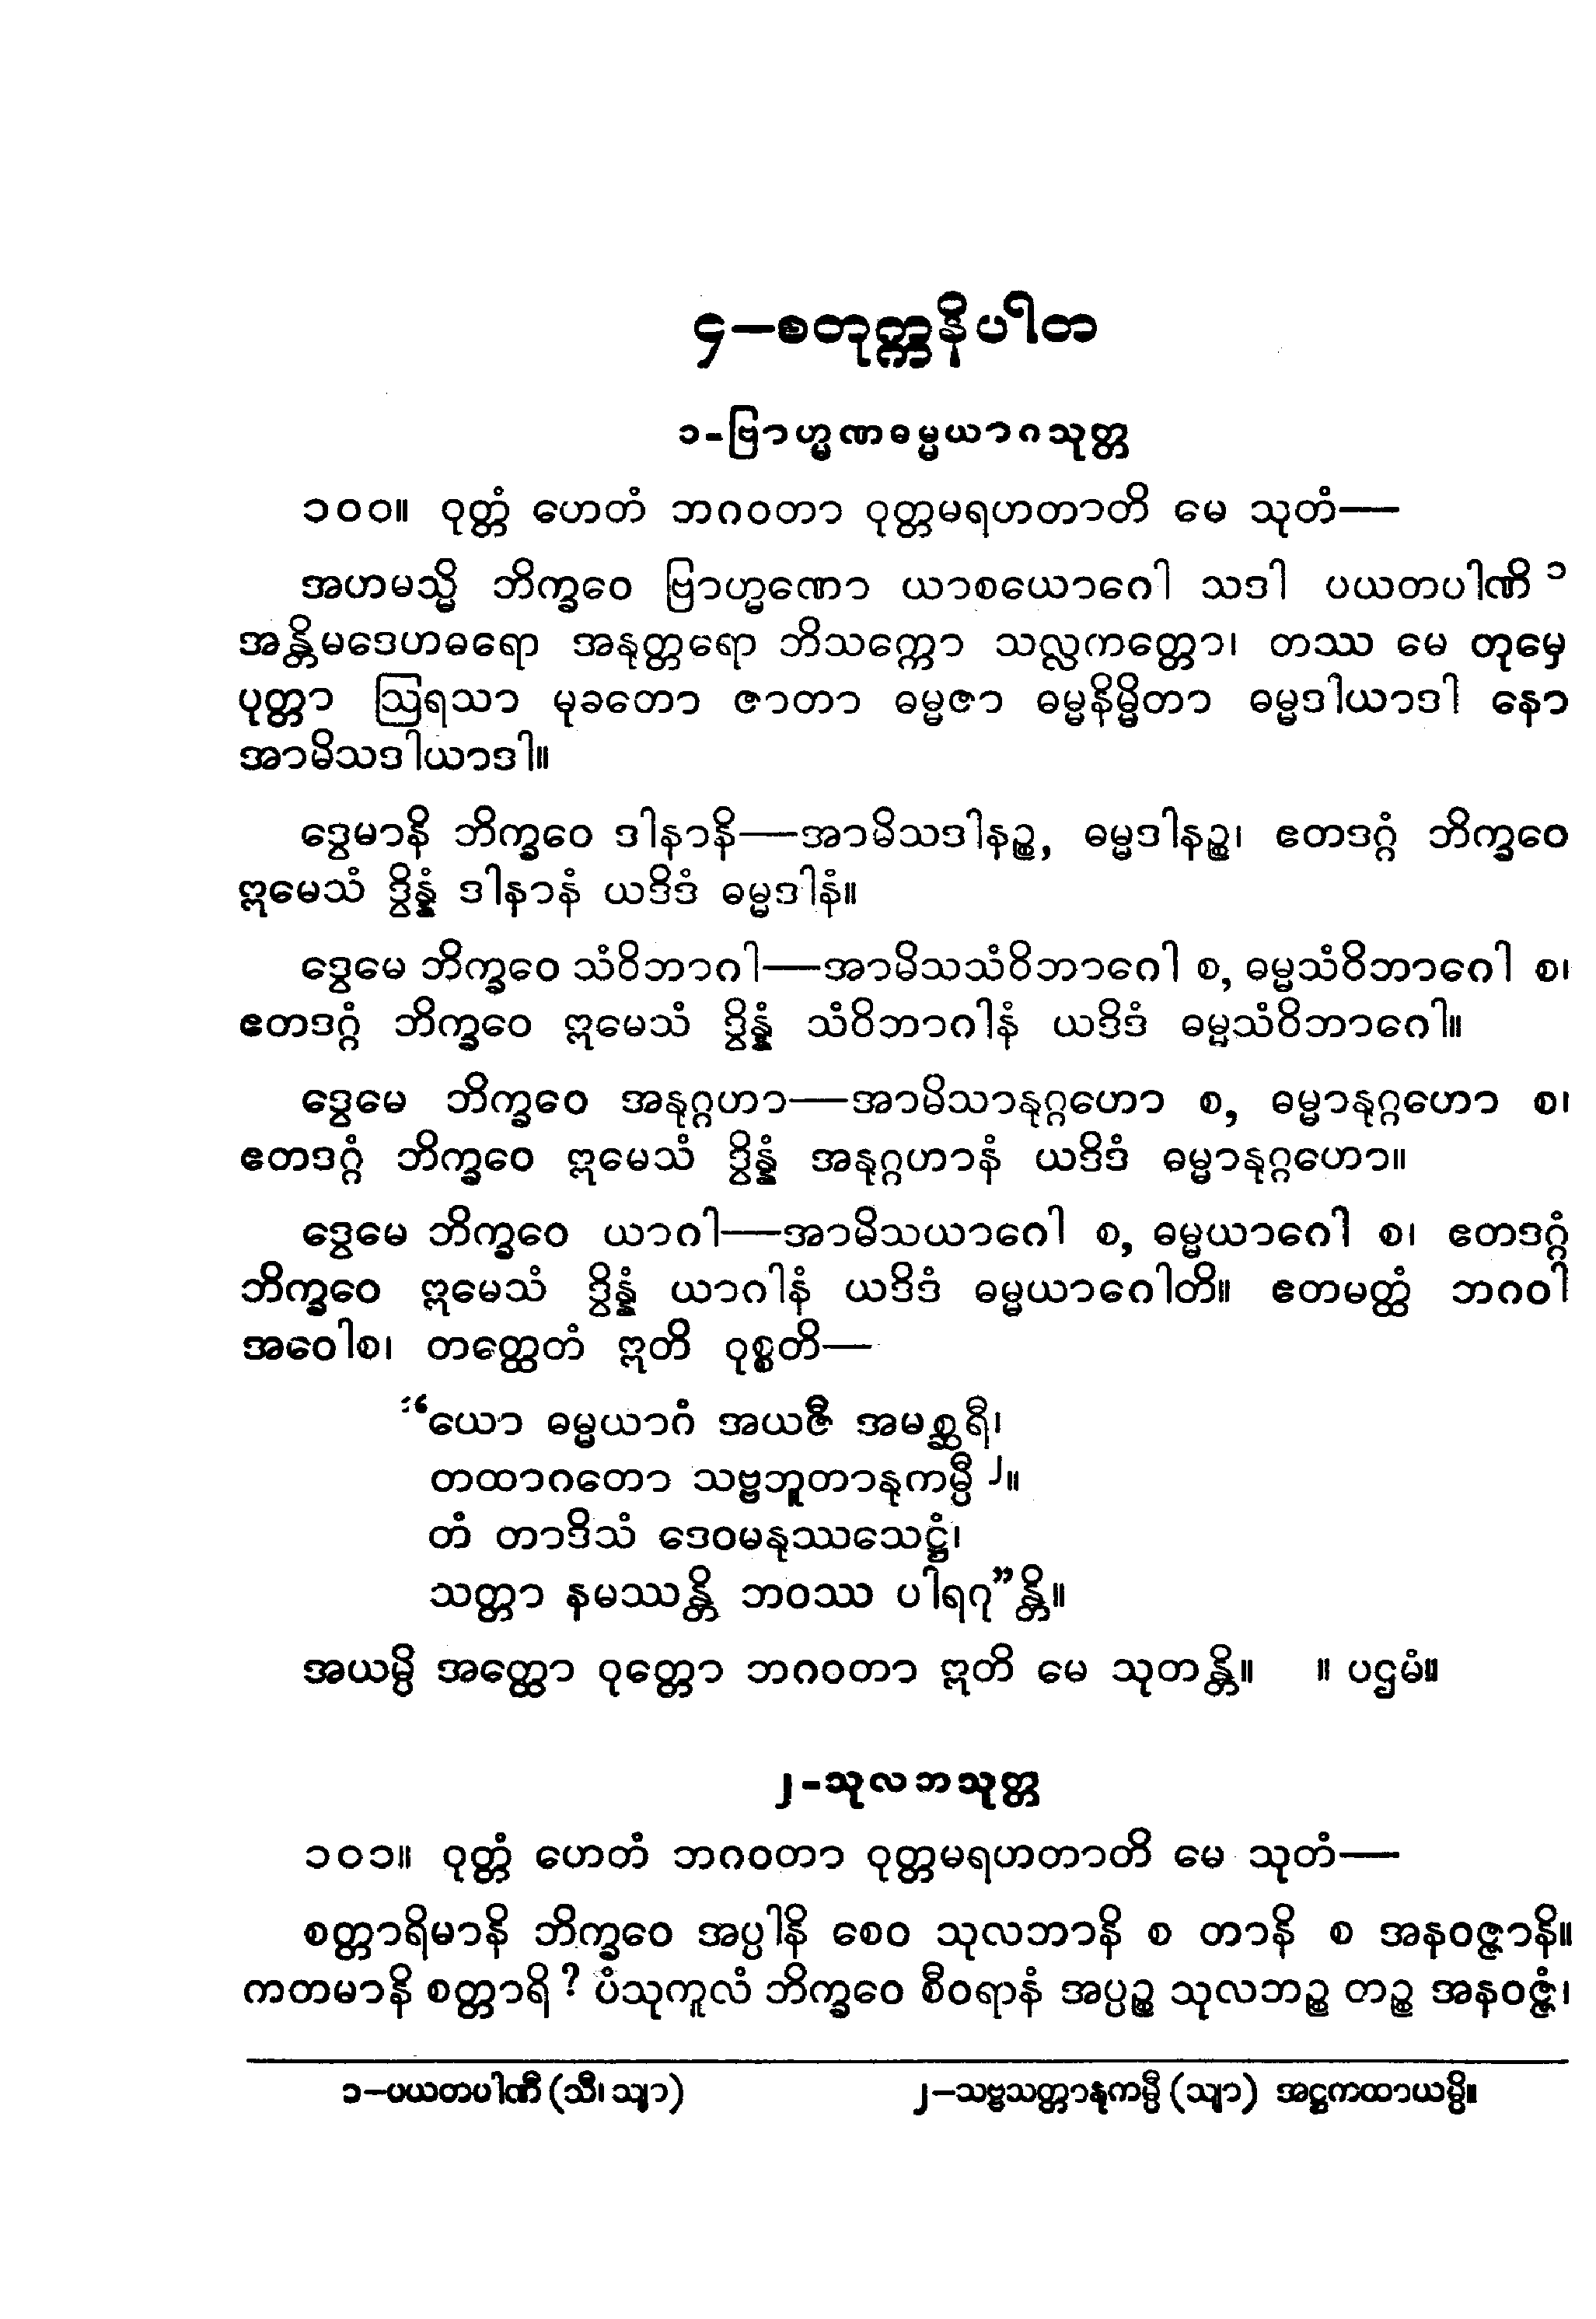 ၄—စတုက္ကနိပါတ
၁-ဗြာဟ္မဏဓမ္မယာဂသုတ္တ
၁၀၀။ ဝုတ္တံ ဟေတံ ဘဂဝတာ ဝုတ္တမရဟတာတိ မေ သုတံ—
အဟမသ္မိ ဘိက္ခဝေ ဗြာဟ္မဏော ယာစယောဂေါ သဒါ ပယတပါဏိ ၁
အန္တိမဒေဟဓရော အနုတ္တရော ဘိသက္ကော သလ္လကတ္တော၊ တဿ မေ တုမှေ
ပုတ္တာ ဩရသာ မုခတော ဇာတာ ဓမ္မဇာ ဓမ္မနိမ္မိတာ ဓမ္မဒါယာဒါ နော
အာမိသဒါယာဒါ။
ဒွေမာနိ ဘိက္ခဝေ ဒါနာနိ—အာမိသဒါနဉ္စ, ဓမ္မဒါနဉ္စ၊ ဧတဒဂ္ဂံ ဘိက္ခဝေ
ဣမေသံ ဒွိန္နံ ဒါနာနံ ယဒိဒံ ဓမ္မဒါနံ။
ဒွေမေ ဘိက္ခဝေ သံဝိဘာဂါ—အာမိသသံဝိဘာဂေါ စ, ဓမ္မသံဝိဘာဂေါ စ၊
ဧတဒဂ္ဂံ ဘိက္ခဝေ ဣမေသံ ဒွိန္နံ သံဝိဘာဂါနံ ယဒိဒံ ဓမ္မသံဝိဘာဂေါ။
ဒွေမေ ဘိက္ခဝေ အနုဂ္ဂဟာ—အာမိသာနုဂ္ဂဟော စ, ဓမ္မာနုဂ္ဂဟော စ၊
ဧတဒဂ္ဂံ ဘိက္ခဝေ ဣမေသံ ဒွိန္နံ အနုဂ္ဂဟာနံ ယဒိဒံ ဓမ္မာနုဂ္ဂဟော။
ဒွေမေ ဘိက္ခဝေ ယာဂါ—အာမိသယာဂေါ စ, ဓမ္မယာဂေါ စ၊ ဧတဒဂ္ဂံ
ဘိက္ခဝေ ဣမေသံ ဒွိန္နံ ယာဂါနံ ယဒိဒံ ဓမ္မယာဂေါတိ။ ဧတမတ္ထံ ဘဂဝါ
အဝေါစ၊ တတ္ထေတံ ဣတိ ဝုစ္စတိ—
“ယော ဓမ္မယာဂံ အယဇီ အမစ္ဆရီ၊
တထာဂတော သဗ္ဗဘူတာနုကမ္ပီ ၂။
တံ တာဒိသံ ဒေဝမနုဿသေဋ္ဌံ၊
သတ္တာ နမဿန္တိ ဘဝဿ ပါရဂု”န္တိ။
အယမ္ပိ အတ္ထော ဝုတ္တော ဘဂဝတာ ဣတိ မေ သုတန္တိ။ ။ ပဌမံ။
၂-သုလဘသုတ္တ
၁၀၁။ ဝုတ္တံ ဟေတံ ဘဂဝတာ ဝုတ္တမရဟတာတိ မေ သုတံ—
စတ္တာရိမာနိ ဘိက္ခဝေ အပ္ပါနိ စေဝ သုလဘာနိ စ တာနိ စ အနဝဇ္ဇာနိ။
ကတမာနိ စတ္တာရိ ? ပံသုကူလံ ဘိက္ခဝေ စီဝရာနံ အပ္ပဉ္စ သုလဘဉ္စ တဉ္စ အနဝဇ္ဇံ၊
၁—ပယတပါဏီ (သီ၊ သျာ) ၂—သဗ္ဗသတ္တာနုကမ္ပီ (သျာ) အဋ္ဌကထာယမ္ပိ။